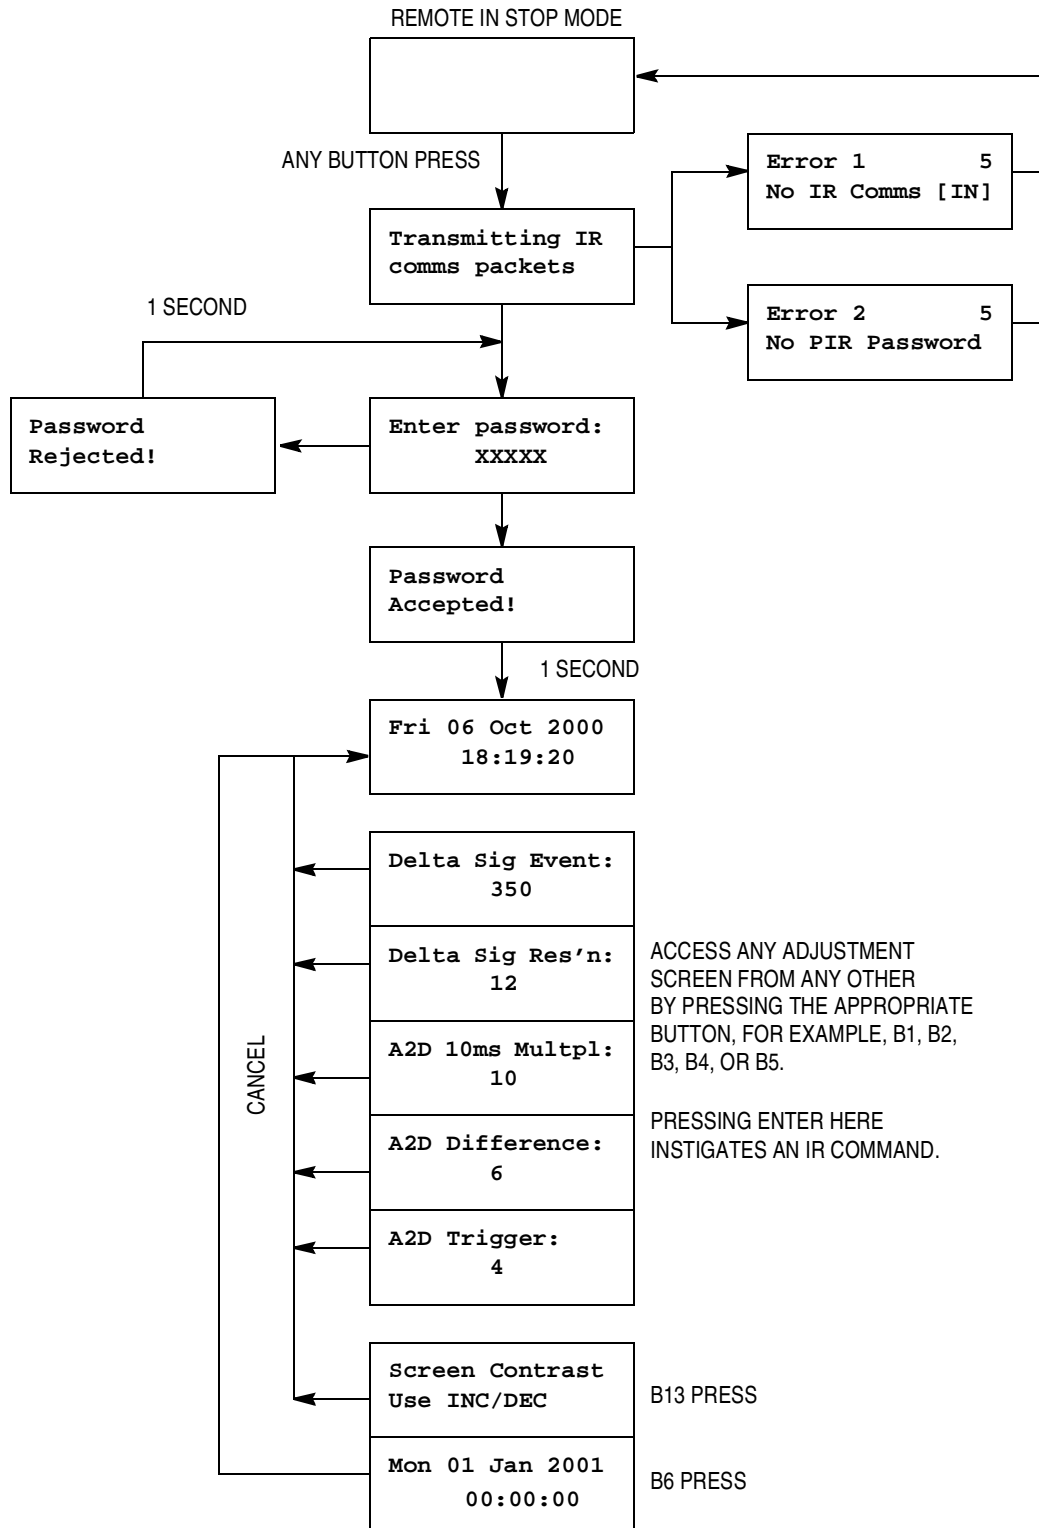 REMOTE IN STOP MODE
ANY BUTTON PRESS
Error 1 5
No IR Comms [IN]
Transmitting IR
comms packets
Error 2 5
No PIR Password
1 SECOND
Password
Rejected!
Enter password:
XXXXX
Password
Accepted!
1 SECOND
Fri 06 Oct 2000
18:19:20
CANCEL
Delta Sig Event:
350
Delta Sig Res’n:
12
A2D 10ms Multpl:
10
A2D Difference:
6
A2D Trigger:
4
ACCESS ANY ADJUSTMENT
SCREEN FROM ANY OTHER
BY PRESSING THE APPROPRIATE
BUTTON, FOR EXAMPLE, B1, B2,
B3, B4, OR B5.
PRESSING ENTER HERE
INSTIGATES AN IR COMMAND.
Screen Contrast
Use INC/DEC
B13 PRESS
Mon 01 Jan 2001
00:00:00
B6 PRESS